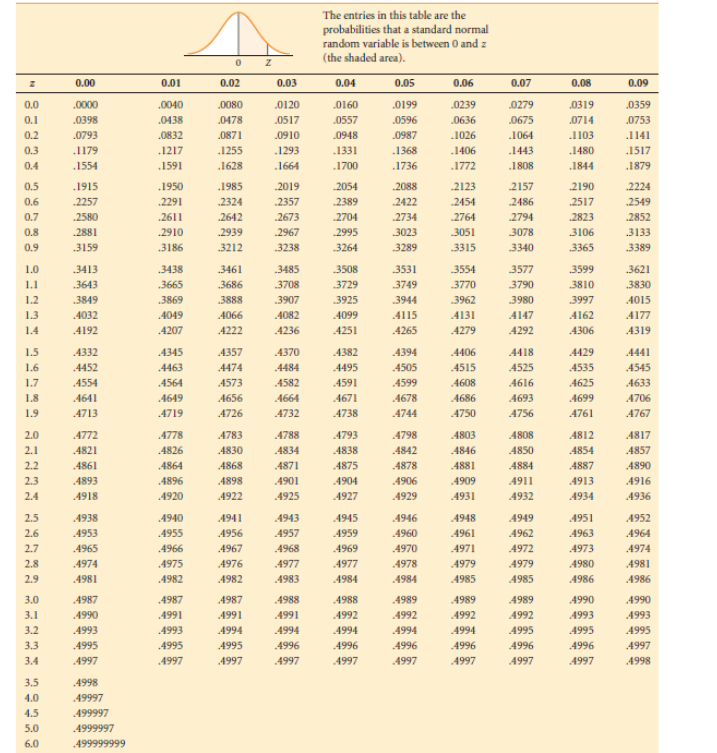 The entries in this table are the
probabilities that a standard normal
random variable is between 0 and z
(the shaded area).
0 Z
z 0.00 0.01 0.02 0.03 0.04 0.05 0.06 0.07 0.08 0.09
0.0 .0000 .0040 .0080 .0120 .0160 .0199 .0239 .0279 .0319 .0359
0.1 .0398 .0438 .0478 .0517 .0557 .0596 .0636 .0675 .0714 .0753
0.2 .0793 .0832 .0871 .0910 .0948 .0987 .1026 .1064 .1103 .1141
0.3 .1179 .1217 .1255 .1293 .1331 .1368 .1406 .1443 .1480 .1517
0.4 .1554 .1591 .1628 .1664 .1700 .1736 .1772 .1808 .1844 .1879
0.5 .1915 .1950 .1985 .2019 .2054 .2088 .2123 .2157 .2190 .2224
0.6 .2257 .2291 .2324 .2357 .2389 .2422 .2454 .2486 .2517 .2549
0.7 .2580 .2611 .2642 .2673 .2704 .2734 .2764 .2794 .2823 .2852
0.8 .2881 .2910 .2939 .2967 .2995 .3023 .3051 .3078 .3106 .3133
0.9 .3159 .3186 .3212 .3238 .3264 .3289 .3315 .3340 .3365 .3389
1.0 .3413 .3438 .3461 .3485 .3508 .3531 .3554 .3577 .3599 .3621
1.1 .3643 .3665 .3686 .3708 .3729 .3749 .3770 .3790 .3810 .3830
1.2 .3849 .3869 .3888 .3907 .3925 .3944 .3962 .3980 .3997 .4015
1.3 .4032 .4049 .4066 .4082 .4099 .4115 .4131 .4147 .4162 .4177
1.4 .4192 .4207 .4222 .4236 .4251 .4265 .4279 .4292 .4306 .4319
1.5 .4332 .4345 .4357 .4370 .4382 .4394 .4406 .4418 .4429 .4441
1.6 .4452 .4463 .4474 .4484 .4495 .4505 .4515 .4525 .4535 .4545
1.7 .4554 .4564 .4573 .4582 .4591 .4599 .4608 .4616 .4625 .4633
1.8 .4641 .4649 .4656 .4664 .4671 .4678 .4686 .4693 .4699 .4706
1.9 .4713 .4719 .4726 .4732 .4738 .4744 .4750 .4756 .4761 .4767
2.0 .4772 .4778 .4783 .4788 .4793 .4798 .4803 .4808 .4812 .4817
2.1 .4821 .4826 .4830 .4834 .4838 .4842 .4846 .4850 .4854 .4857
2.2 .4861 .4864 .4868 .4871 .4875 .4878 .4881 .4884 .4887 .4890
2.3 .4893 .4896 .4898 .4901 .4904 .4906 .4909 .4911 .4913 .4916
2.4 .4918 .4920 .4922 .4925 .4927 .4929 .4931 .4932 .4934 .4936
2.5 .4938 .4940 .4941 .4943 .4945 .4946 .4948 .4949 .4951 .4952
2.6 .4953 .4955 .4956 .4957 .4959 .4960 .4961 .4962 .4963 .4964
2.7 .4965 .4966 .4967 .4968 .4969 .4970 .4971 .4972 .4973 .4974
2.8 .4974 .4975 .4976 .4977 .4977 .4978 .4979 .4979 .4980 .4981
2.9 .4981 .4982 .4982 .4983 .4984 .4984 .4985 .4985 .4986 .4986
3.0 .4987 .4987 .4987 .4988 .4988 .4989 .4989 .4989 .4990 .4990
3.1 .4990 .4991 .4991 .4991 .4992 .4992 .4992 .4992 .4993 .4993
3.2 .4993 .4993 .4994 .4994 .4994 .4994 .4994 .4995 .4995 .4995
3.3 .4995 .4995 .4995 .4996 .4996 .4996 .4996 .4996 .4996 .4997
3.4 .4997 .4997 .4997 .4997 .4997 .4997 .4997 .4997 .4997 .4998
3.5 .4998
4.0 .49997
4.5 .499997
5.0 .4999997
6.0 .499999999